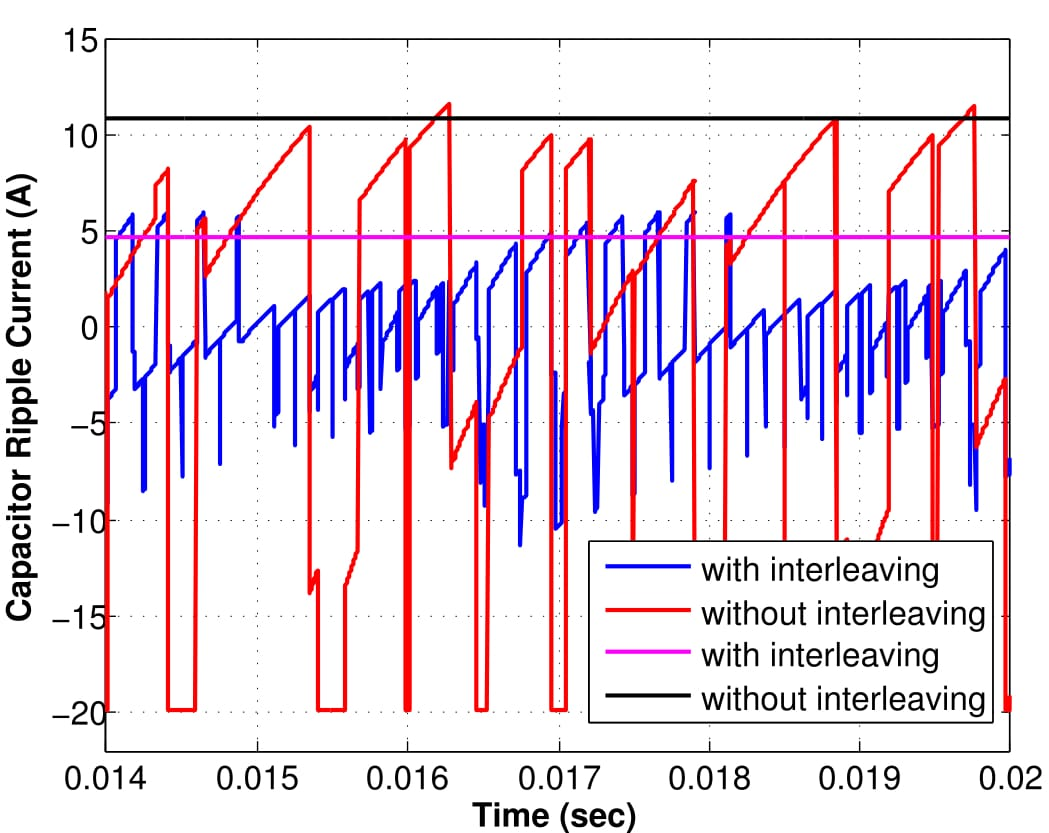 15
10
5
0
−5
−10
−15
−20
Capacitor Ripple Current (A)
with interleaving
without interleaving
with interleaving
without interleaving
0.014 0.015 0.016 0.017 0.018 0.019 0.02
Time (sec)